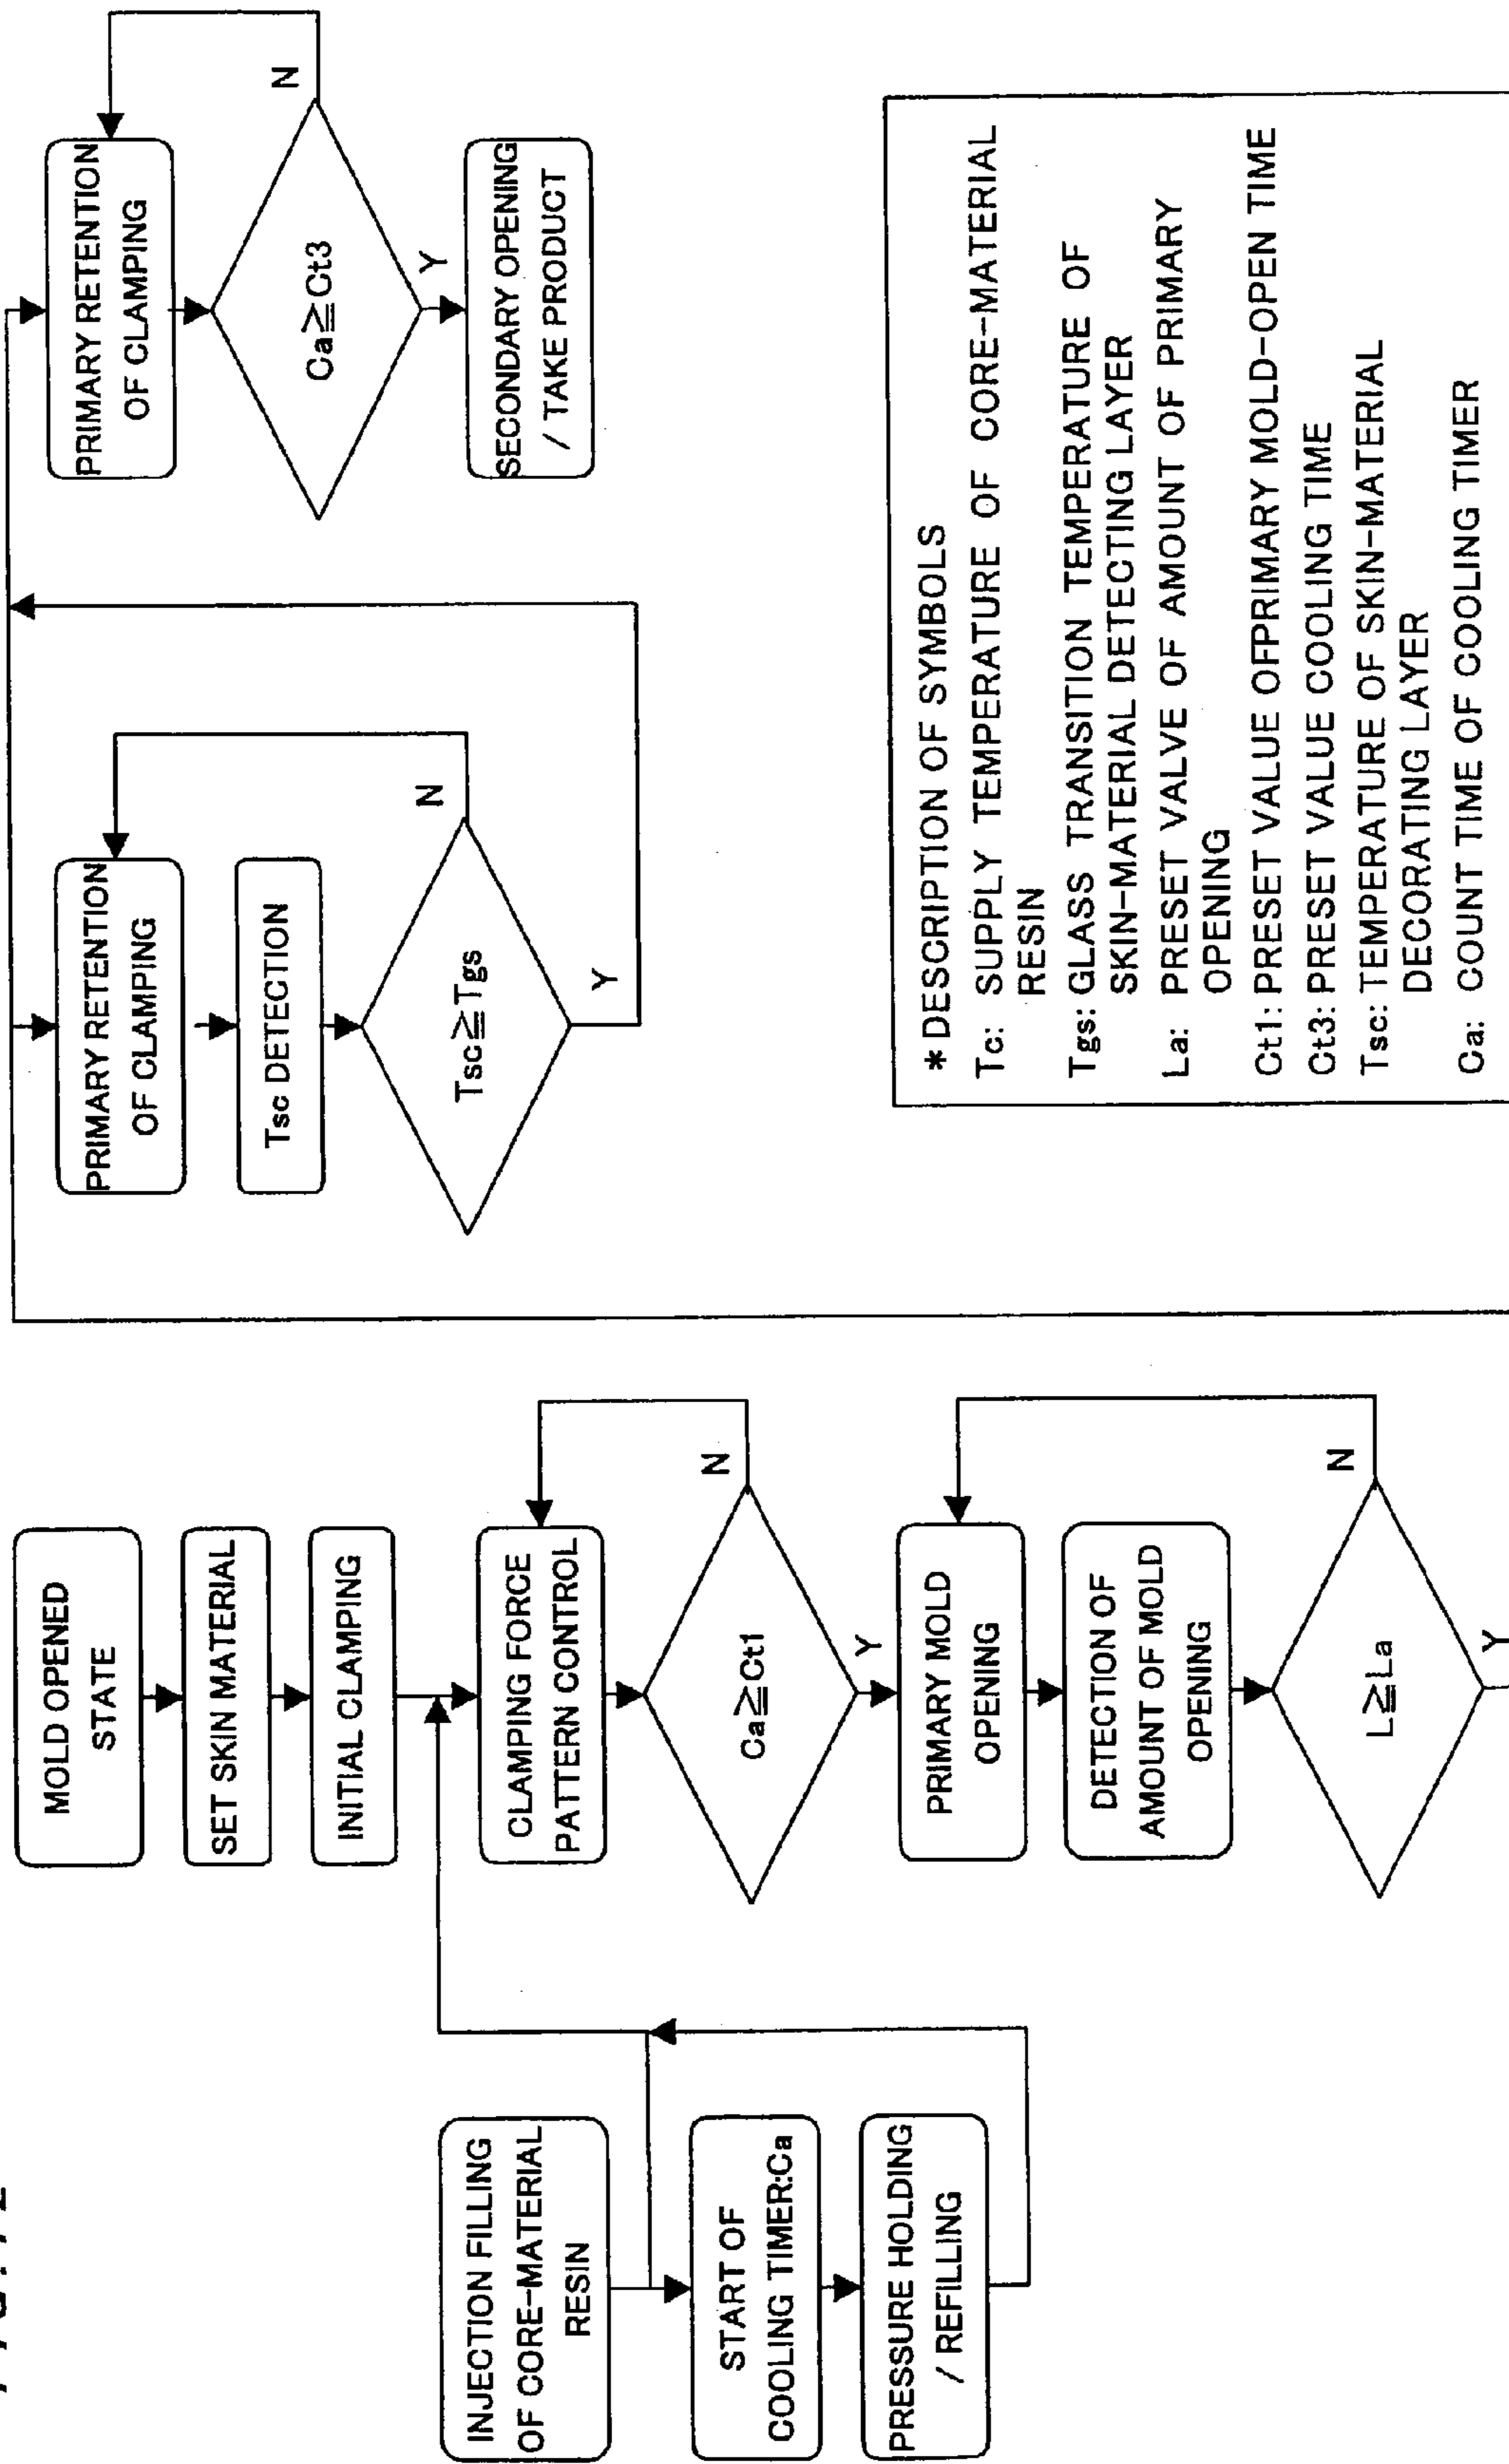 INJECTION FILLING
OF CORE-MATERIAL
RESIN
START OF
COOLING TIMER:Ca
PRESSURE HOLDING
/ REFILLING
MOLD OPENED
STATE
SET SKIN MATERIAL
INITIAL CLAMPING
CLAMPING FORCE
PATTERN CONTROL
Ca≧Ct1
N
Y
PRIMARY MOLD
OPENING
DETECTION OF
AMOUNT OF MOLD
OPENING
L≧La
N
Y
PRIMARY RETENTION
OF CLAMPING
Tsc DETECTION
Tsc≧Tgs
N
Y
PRIMARY RETENTION
OF CLAMPING
Ca≧Ct3
N
Y
SECONDARY OPENING
/ TAKE PRODUCT
*DESCRIPTION OF SYMBOLS
Tc: SUPPLY TEMPERATURE OF CORE-MATERIAL
RESIN
Tgs: GLASS TRANSITION TEMPERATURE OF
SKIN-MATERIAL DETECTING LAYER
La: PRESET VALVE OF AMOUNT OF PRIMARY
OPENING
Ct1: PRESET VALUE OFPRIMARY MOLD-OPEN TIME
Ct3: PRESET VALUE COOLING TIME
Tsc: TEMPERATURE OF SKIN-MATERIAL
DECORATING LAYER
Ca: COUNT TIME OF COOLING TIMER